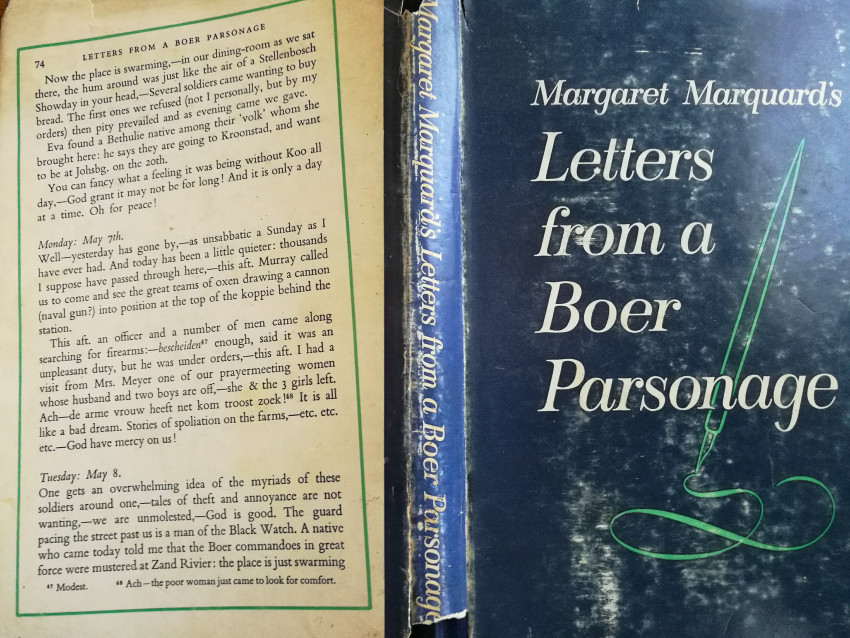 74 LETTERS FROM A BOER PARSONAGE
Now the place is swarming,—in our dining-room as we sat
there, the hum around was just like the air of a Stellenbosch
Showday in your head,—Several soldiers came wanting to buy
bread. The first ones we refused (not I personally, but by my
orders) then pity prevailed and as evening came we gave.
Eva found a Bethulie native among their 'volk' whom she
brought here: he says they are going to Kroonstad, and want
to be at Johsbg. on the 20th.
You can fancy what a feeling it was being without Koo all
day,—God grant it may not be for long! And it is only a day
at a time. Oh for peace!
Monday: May 7th.
Well—yesterday has gone by,—as unsabbatic a Sunday as I
have ever had. And today has been a little quieter: thousands
I suppose have passed through here,—this aft. Murray called
us to come and see the great teams of oxen drawing a cannon
(naval gun?) into position at the top of the koppie behind the
station.
This aft. an officer and a number of men came along
searching for firearms:—bescheiden⁴⁷ enough, said it was an
unpleasant duty, but he was under orders,—this aft. I had a
visit from Mrs. Meyer one of our prayermeeting women
whose husband and two boys are off,—she & the 3 girls left.
Ach—de arme vrouw heeft net kom troost zoek!⁴⁸ It is all
like a bad dream. Stories of spoliation on the farms,—etc. etc.
etc.—God have mercy on us!
Tuesday: May 8.
One gets an overwhelming idea of the myriads of these
soldiers around one,—tales of theft and annoyance are not
wanting,—we are unmolested,—God is good. The guard
pacing the street past us is a man of the Black Watch. A native
who came today told me that the Boer commandoes in great
force were mustered at Zand Rivier: the place is just swarming
⁴⁷ Modest. ⁴⁸ Ach—the poor woman just came to look for comfort.
Margaret Marquard's Letters from a Boer Parsonage
Margaret Marquard's
Letters
from a
Boer
Parsonage